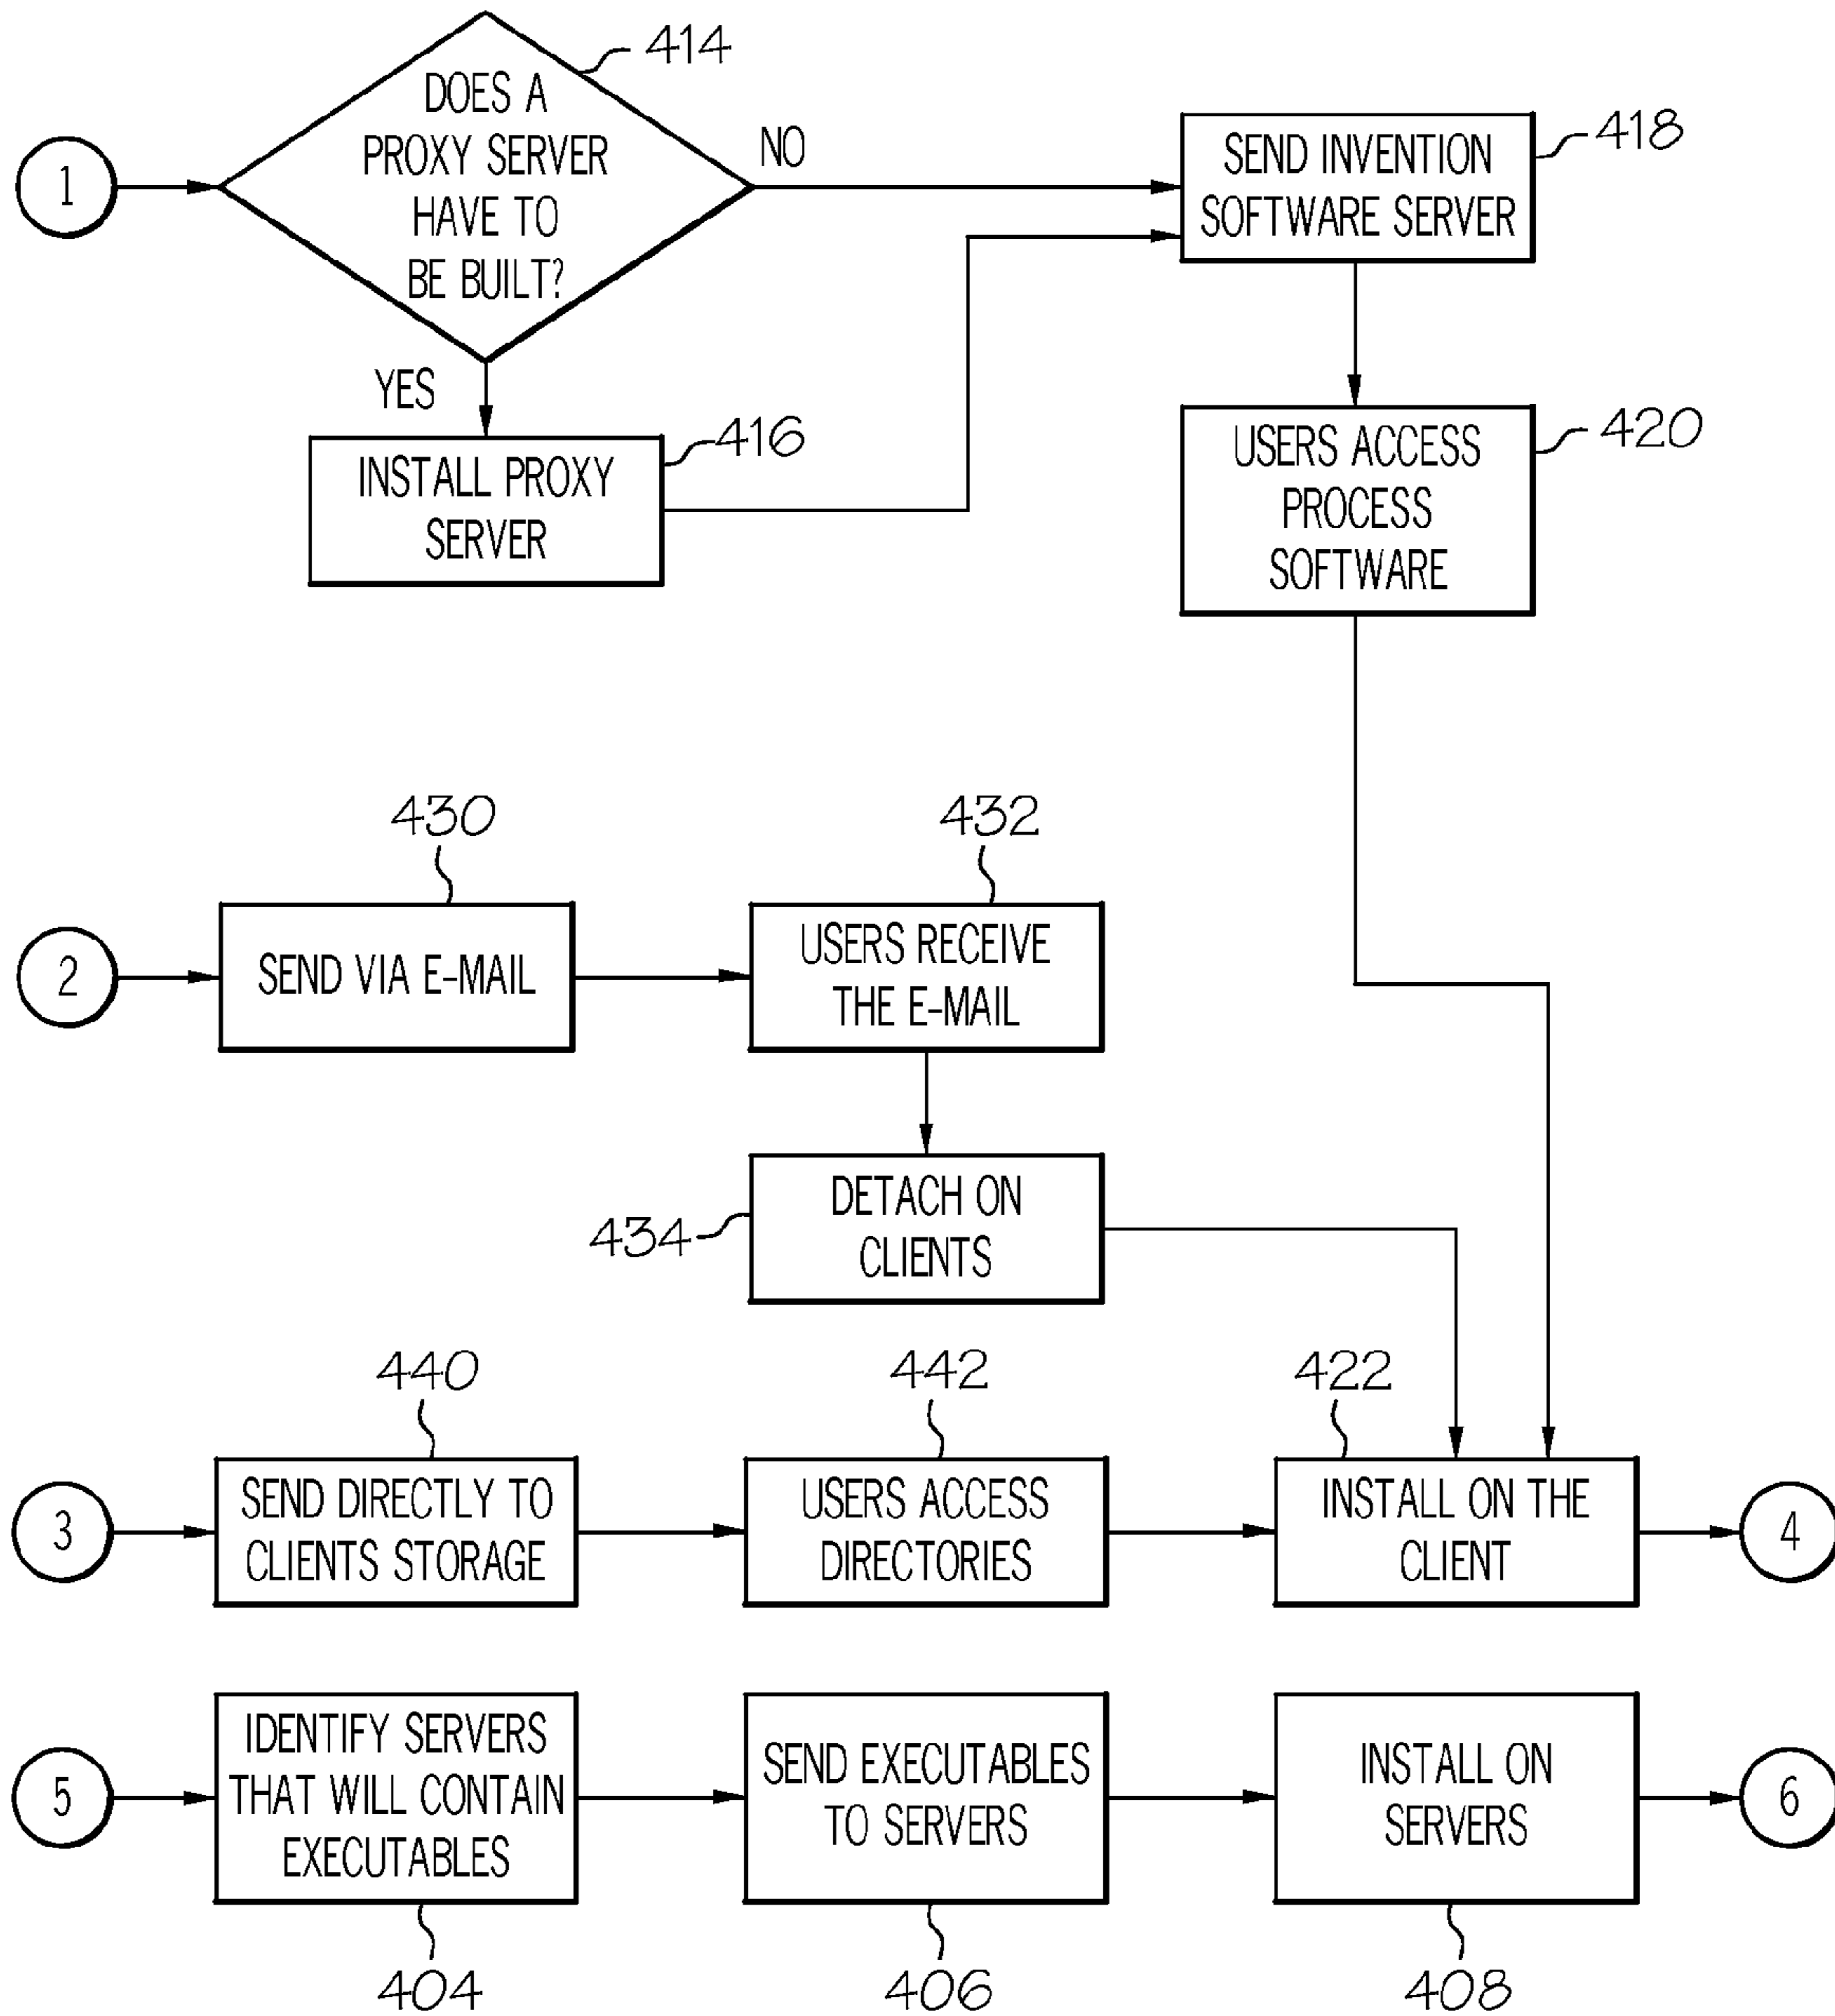 414
DOES A
PROXY SERVER
HAVE TO
BE BUILT?
1
NO
YES
SEND INVENTION
SOFTWARE SERVER
418
INSTALL PROXY
SERVER
416
USERS ACCESS
PROCESS
SOFTWARE
420
430
432
2
SEND VIA E-MAIL
USERS RECEIVE
THE E-MAIL
DETACH ON
CLIENTS
434
440
442
422
3
SEND DIRECTLY TO
CLIENTS STORAGE
USERS ACCESS
DIRECTORIES
INSTALL ON THE
CLIENT
4
5
IDENTIFY SERVERS
THAT WILL CONTAIN
EXECUTABLES
SEND EXECUTABLES
TO SERVERS
INSTALL ON
SERVERS
6
404
406
408